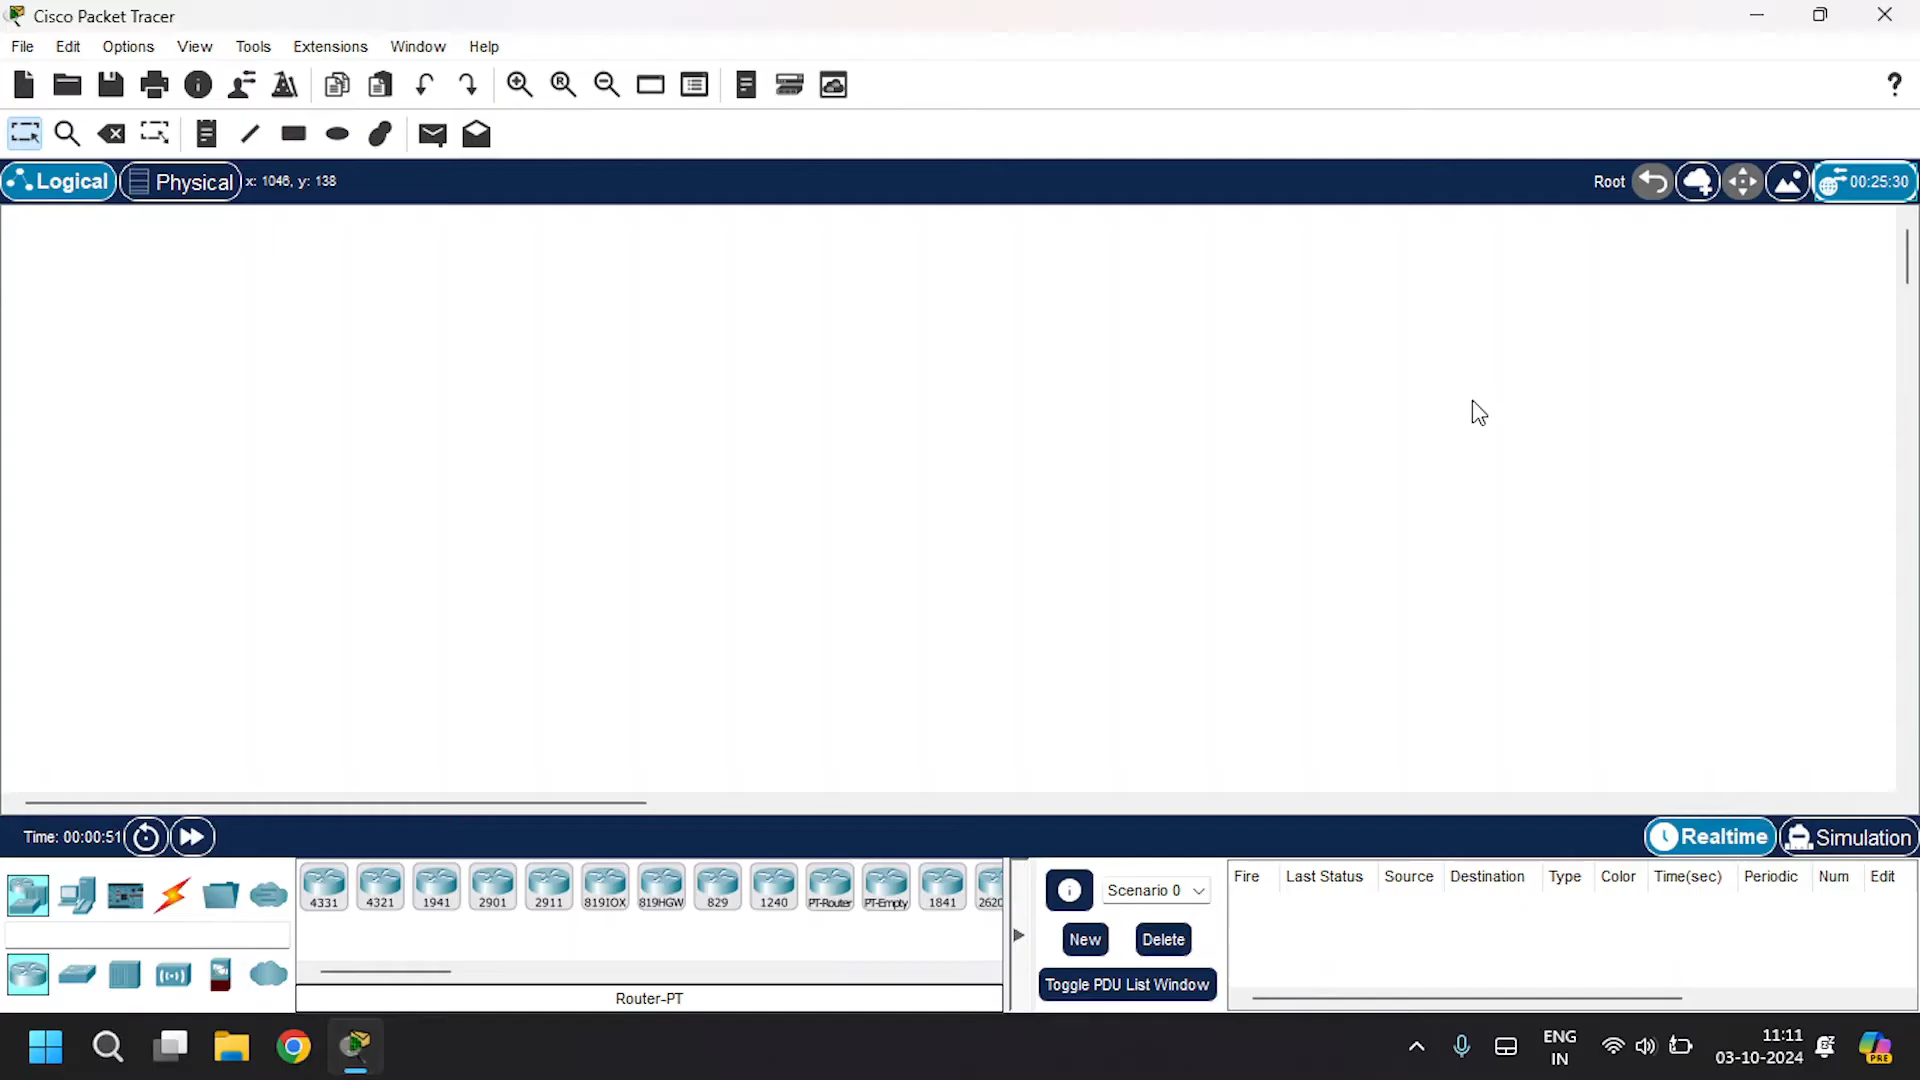 Cisco Packet Tracer
File Edit Options View Tools Extensions Window Help
?
Logical Physical x: 1046, y: 138 Root 00:25:30
Time: 00:00:51 Realtime Simulation
4331 4321 1941 2901 2911 819IOX 819HGW 829 1240 PT-Router PT-Empty 1841 2620
Router-PT
Scenario 0
New Delete
Toggle PDU List Window
Fire Last Status Source Destination Type Color Time(sec) Periodic Num Edit
ENG
IN
11:11
03-10-2024
PRE